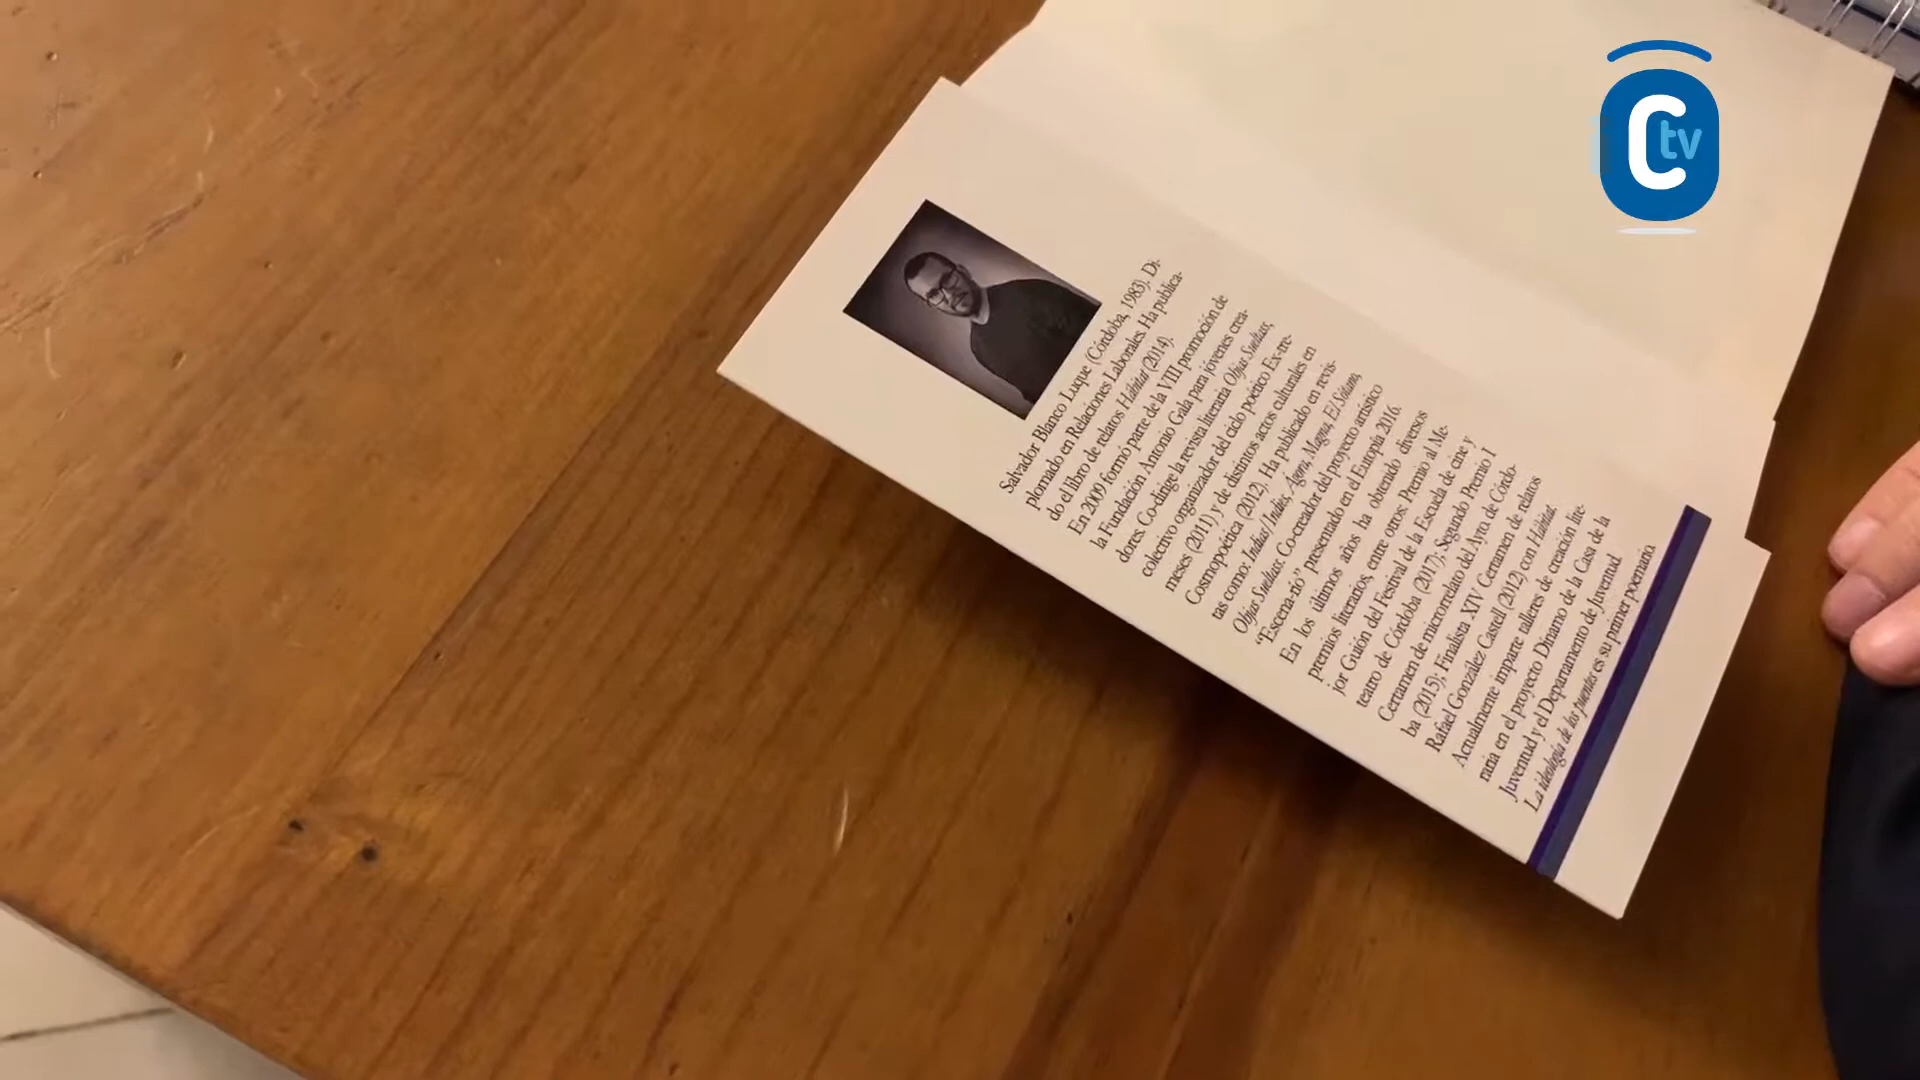 Salvador Blanco Luque (Córdoba, 1983). Di-
plomado en Relaciones Laborales. Ha publica-
do el libro de relatos Hábitat (2014).
En 2009 formó parte de la VIII promoción de
la Fundación Antonio Gala para jóvenes crea-
dores. Co-dirige la revista literaria Objas Sueltass,
colectivo organizador del ciclo poético Ex-tre-
meses (2011) y de distintos actos culturales en
Cosmopoética (2012). Ha publicado en revis-
tas como: Indias/Indies, Ágora, Magna, El Sótano,
Objas Sueltass. Co-creador del proyecto artístico
“Escena-rio” presentado en el Eutopía 2016.
En los últimos años ha obtenido diversos
premios literarios, entre otros: Premio al Me-
jor Guión del Festival de la Escuela de cine y
teatro de Córdoba (2017); Segundo Premio I
Certamen de microrrelato del Ayto. de Córdo-
ba (2015); Finalista XIV Certamen de relatos
Rafael González Castell (2012) con Hábitat.
Actualmente imparte talleres de creación lite-
raria en el proyecto Dinamo de la Casa de la
Juventud y el Departamento de Juventud.
La ideología de los puentes es su primer poemario.
C tv